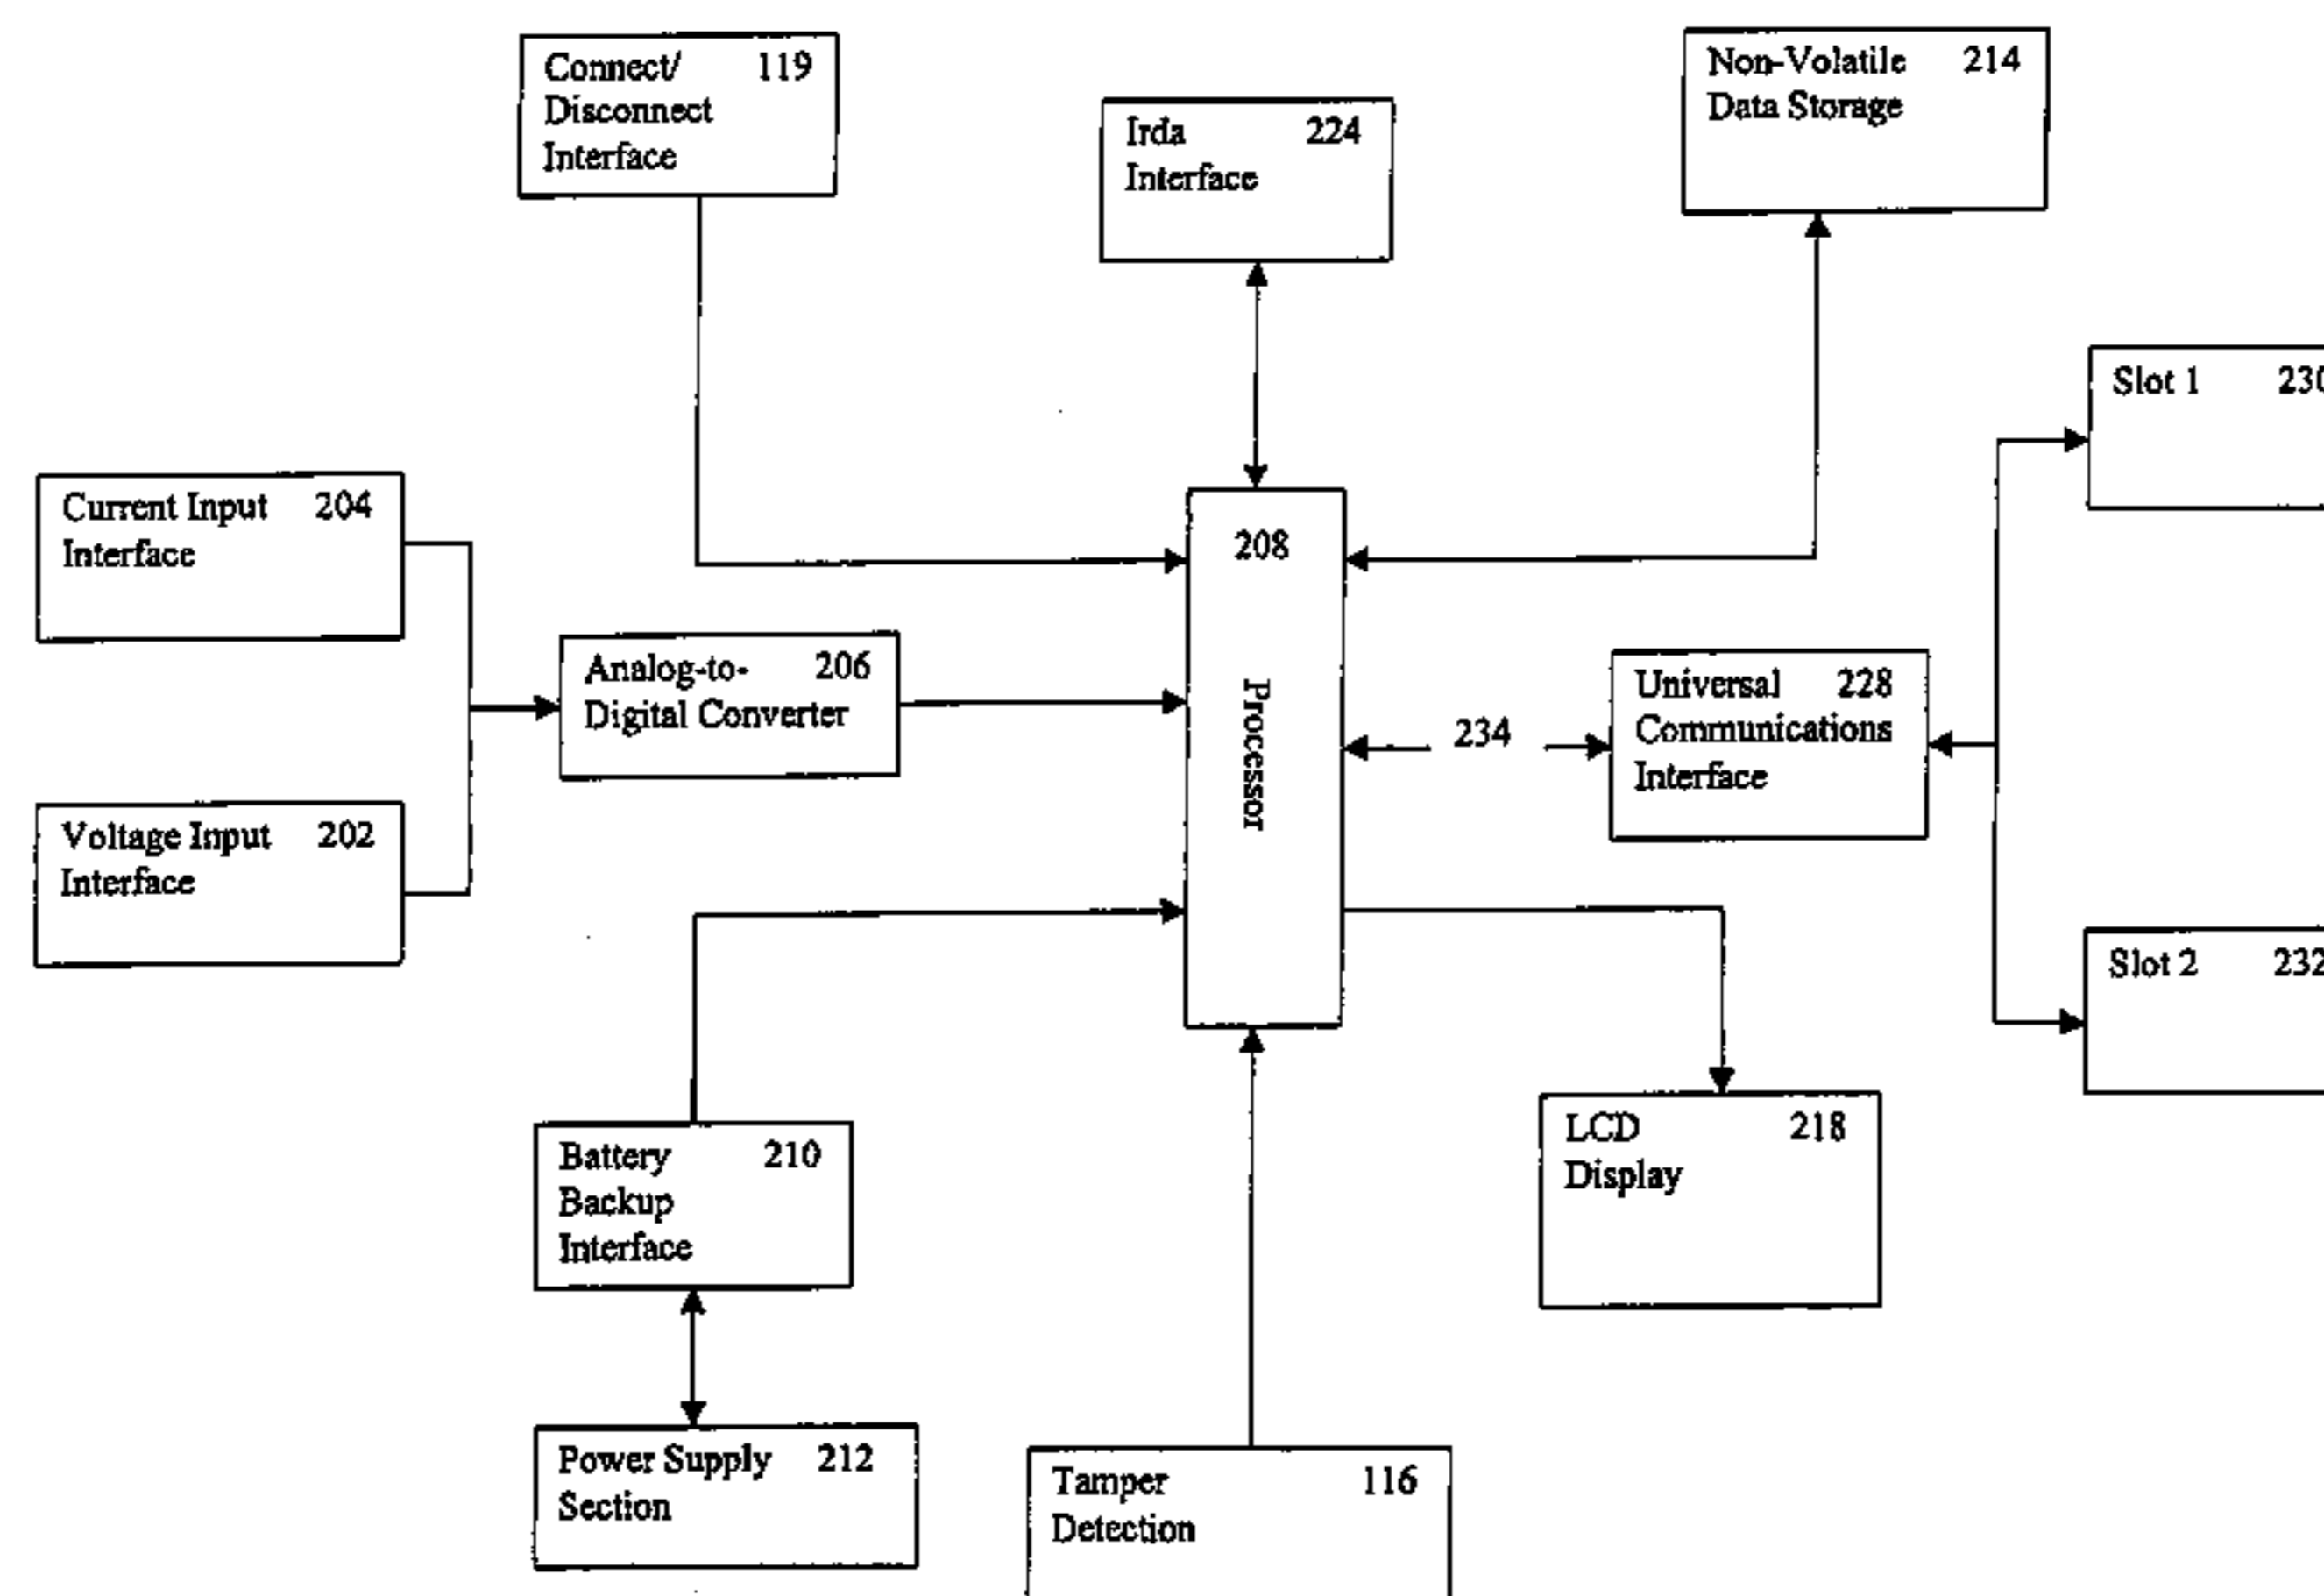 Connect/ 119
Disconnect
Interface
Irda 224
Interface
Non-Volatile 214
Data Storage
Slot 1 230
Current Input 204
Interface
208
Processor
Analog-to- 206
Digital Converter
Universal 228
Communications
Interface
234
Voltage Input 202
Interface
Slot 2 232
Battery 210
Backup
Interface
LCD 218
Display
Power Supply 212
Section
Tamper 116
Detection